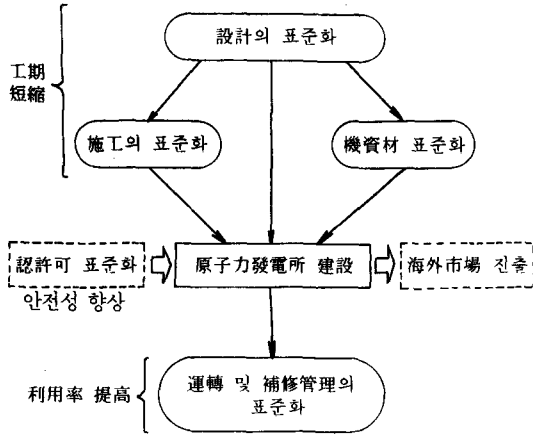 設計의 표준화
工期
短縮
施工의 표준화
機資材 표준화
認許可 표준화
原子力發電所 建設
海外市場 진출
안전성 향상
利用率 提高
運轉 및 補修管理의
표준화